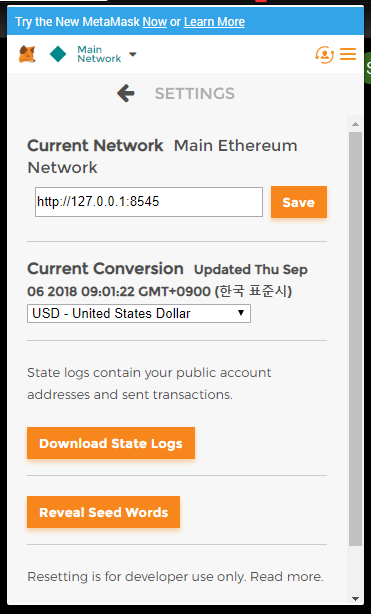 Try the New MetaMask Now or Learn More
Main
Network
SETTINGS
Current Network Main Ethereum
Network
http://127.0.0.1:8545
Save
Current Conversion Updated Thu Sep
06 2018 09:01:22 GMT+0900 (한국 표준시)
USD - United States Dollar
State logs contain your public account
addresses and sent transactions.
Download State Logs
Reveal Seed Words
Resetting is for developer use only. Read more.